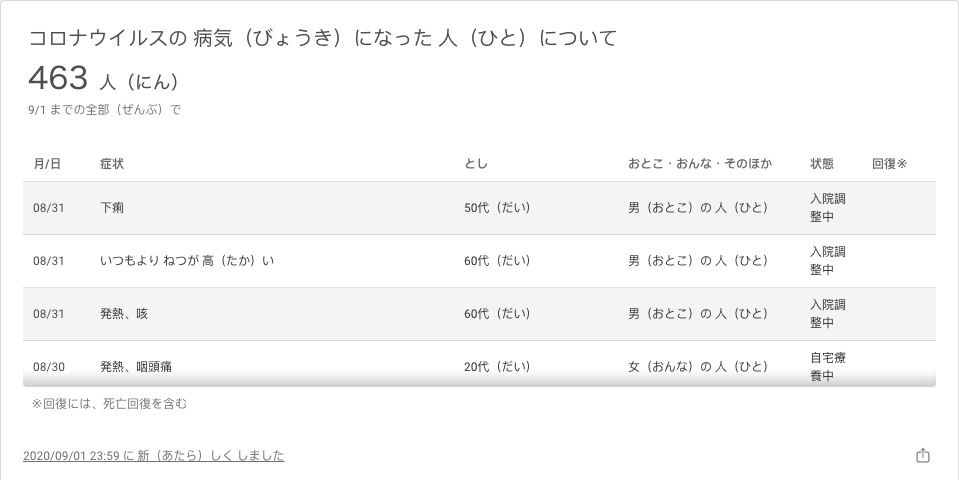 コロナウイルスの 病気（びょうき）になった 人（ひと）について
463 人（にん）
9/1 までの全部（ぜんぶ）で
月/日 症状 とし おとこ・おんな・そのほか 状態 回復※
08/31 下痢 50代（だい） 男（おとこ）の 人（ひと） 入院調整中
08/31 いつもより ねつが 高（たか）い 60代（だい） 男（おとこ）の 人（ひと） 入院調整中
08/31 発熱、咳 60代（だい） 男（おとこ）の 人（ひと） 入院調整中
08/30 発熱、咽頭痛 20代（だい） 女（おんな）の 人（ひと） 自宅療養中
※回復には、死亡回復を含む
2020/09/01 23:59 に 新（あたら）しく しました